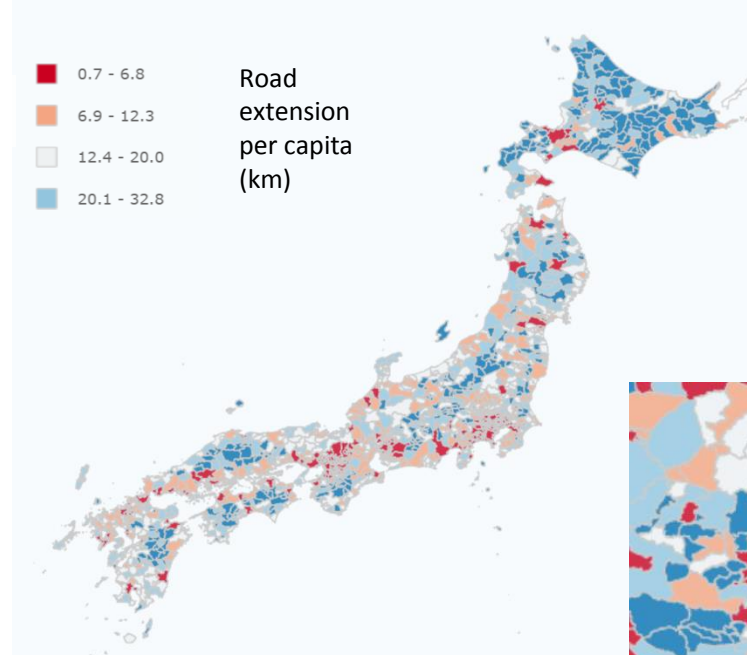 0.7 - 6.8
6.9 - 12.3
12.4 - 20.0
20.1 - 32.8
Road
extension
per capita
(km)